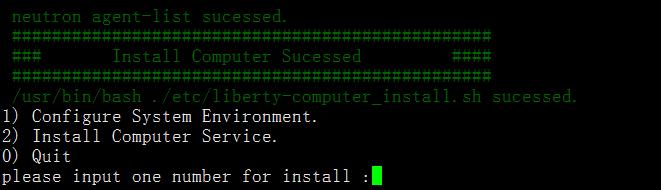 neutron agent-list sucessed.
################################################
###       Install Computer Sucessed         ####
################################################
/usr/bin/bash ./etc/liberty-computer_install.sh sucessed.
1) Configure System Environment.
2) Install Computer Service.
0) Quit
please input one number for install :